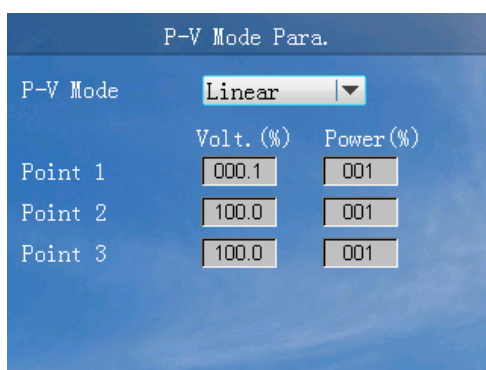 P-V Mode Para.
P-V Mode Linear
Volt.(%) Power(%)
Point 1 000.1 001
Point 2 100.0 001
Point 3 100.0 001